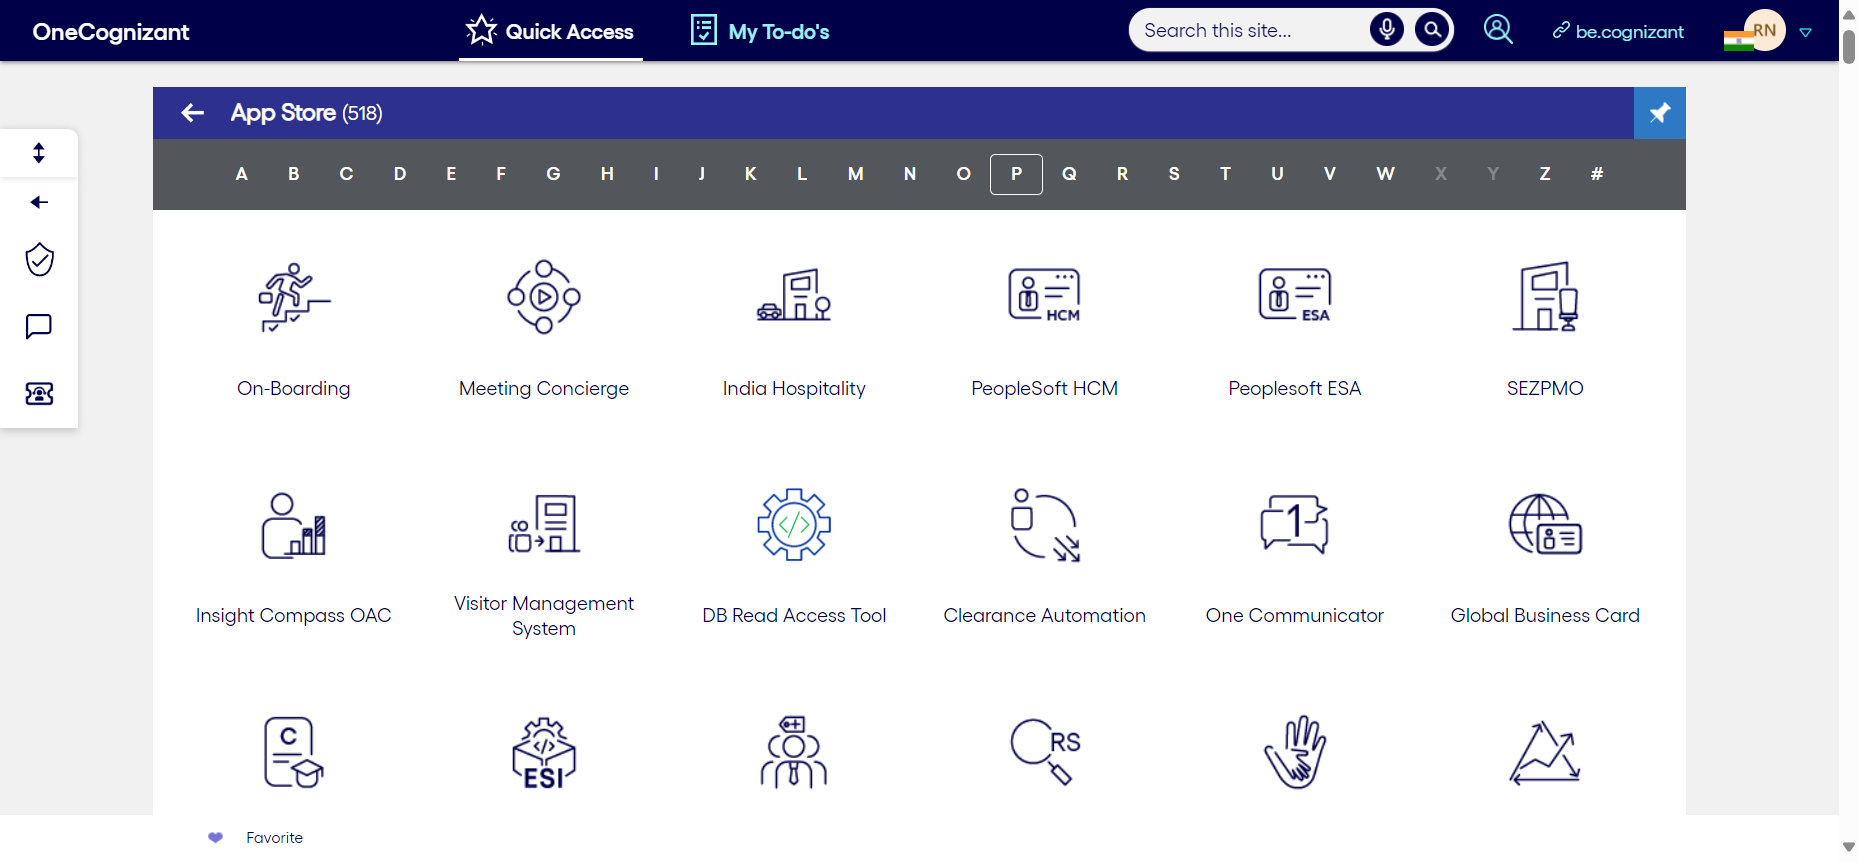 OneCognizant
Quick Access
My To-do's
Search this site...
be.cognizant
RN
App Store (518)
A B C D E F G H I J K L M N O P Q R S T U V W X Y Z #
HCM
ESA
On-Boarding
Meeting Concierge
India Hospitality
PeopleSoft HCM
Peoplesoft ESA
SEZPMO
1
Insight Compass OAC
Visitor Management
System
DB Read Access Tool
Clearance Automation
One Communicator
Global Business Card
C
ESI
RS
Favorite